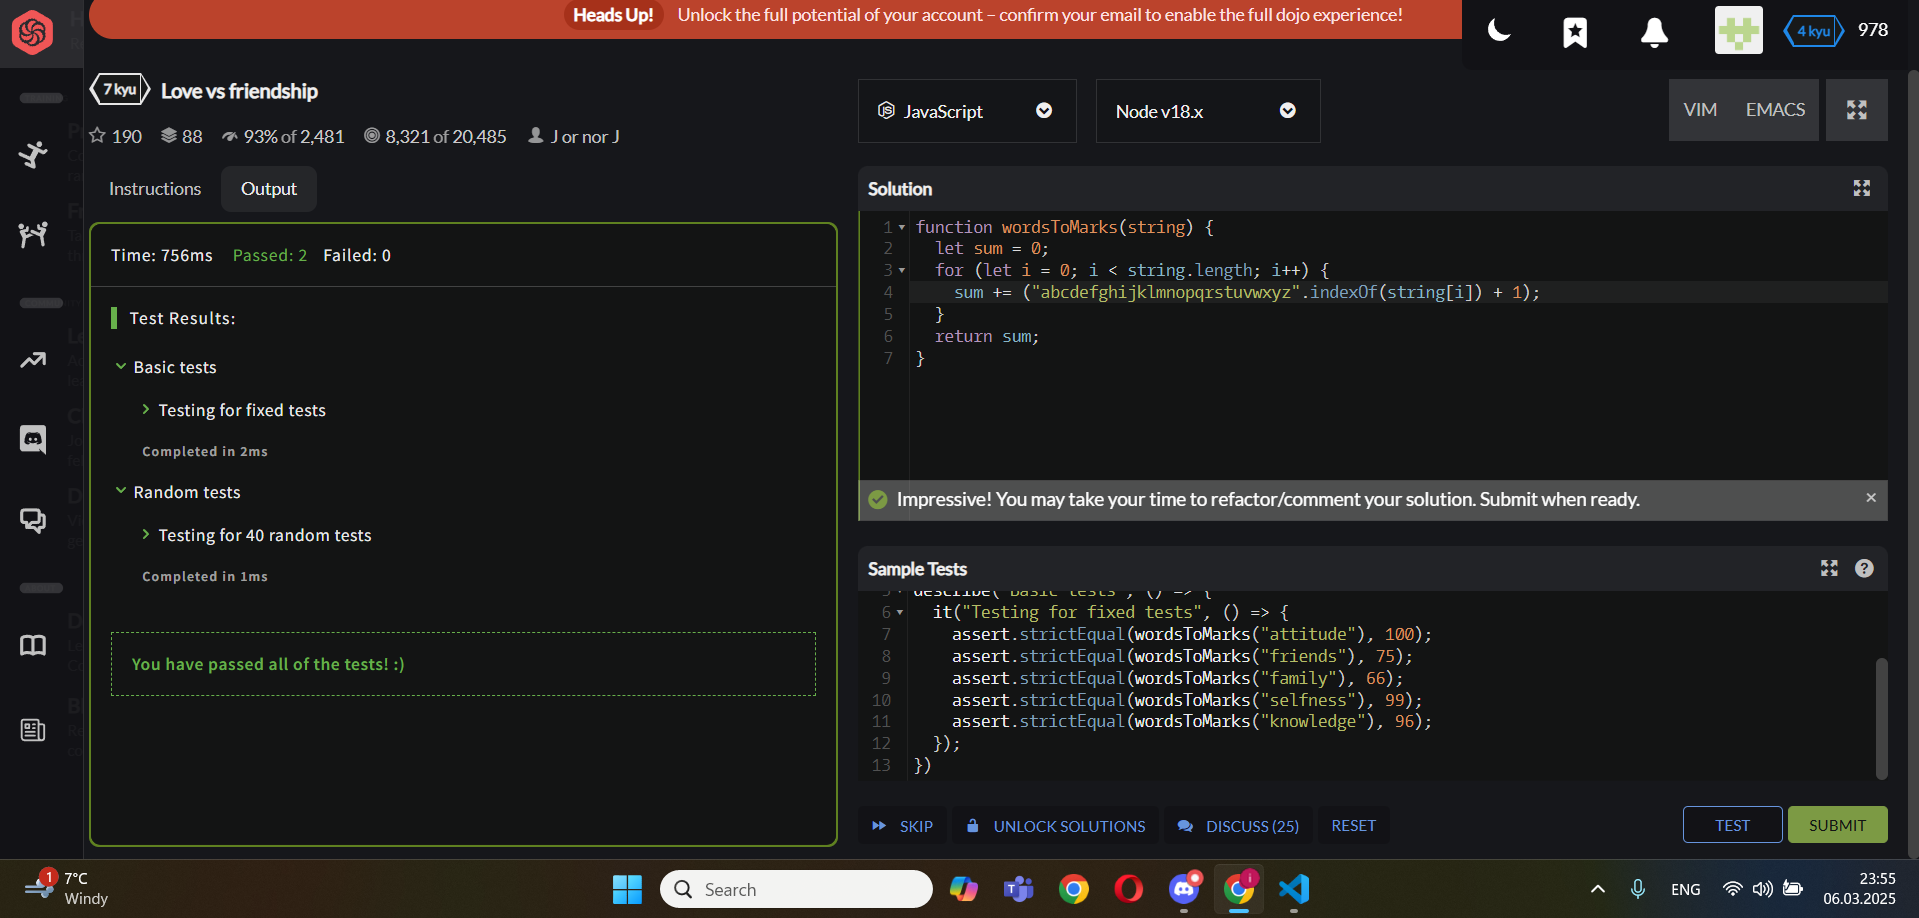 Heads Up! Unlock the full potential of your account – confirm your email to enable the full dojo experience!
4 kyu 978
7 kyu Love vs friendship
190 88 93% of 2,481 8,321 of 20,485 J or nor J
JavaScript Node v18.x VIM EMACS
Instructions Output
Time: 756ms Passed: 2 Failed: 0
Test Results:
Basic tests
Testing for fixed tests
Completed in 2ms
Random tests
Testing for 40 random tests
Completed in 1ms
You have passed all of the tests! :)
Solution
1 function wordsToMarks(string) {
2 let sum = 0;
3 for (let i = 0; i < string.length; i++) {
4 sum += ("abcdefghijklmnopqrstuvwxyz".indexOf(string[i]) + 1);
5 }
6 return sum;
7 }
Impressive! You may take your time to refactor/comment your solution. Submit when ready.
Sample Tests
5 describe("Basic tests", () => {
6 it("Testing for fixed tests", () => {
7 assert.strictEqual(wordsToMarks("attitude"), 100);
8 assert.strictEqual(wordsToMarks("friends"), 75);
9 assert.strictEqual(wordsToMarks("family"), 66);
10 assert.strictEqual(wordsToMarks("selfness"), 99);
11 assert.strictEqual(wordsToMarks("knowledge"), 96);
12 });
13 })
SKIP UNLOCK SOLUTIONS DISCUSS (25) RESET TEST SUBMIT
1 7°C
Windy
Search
ENG
23:55
06.03.2025